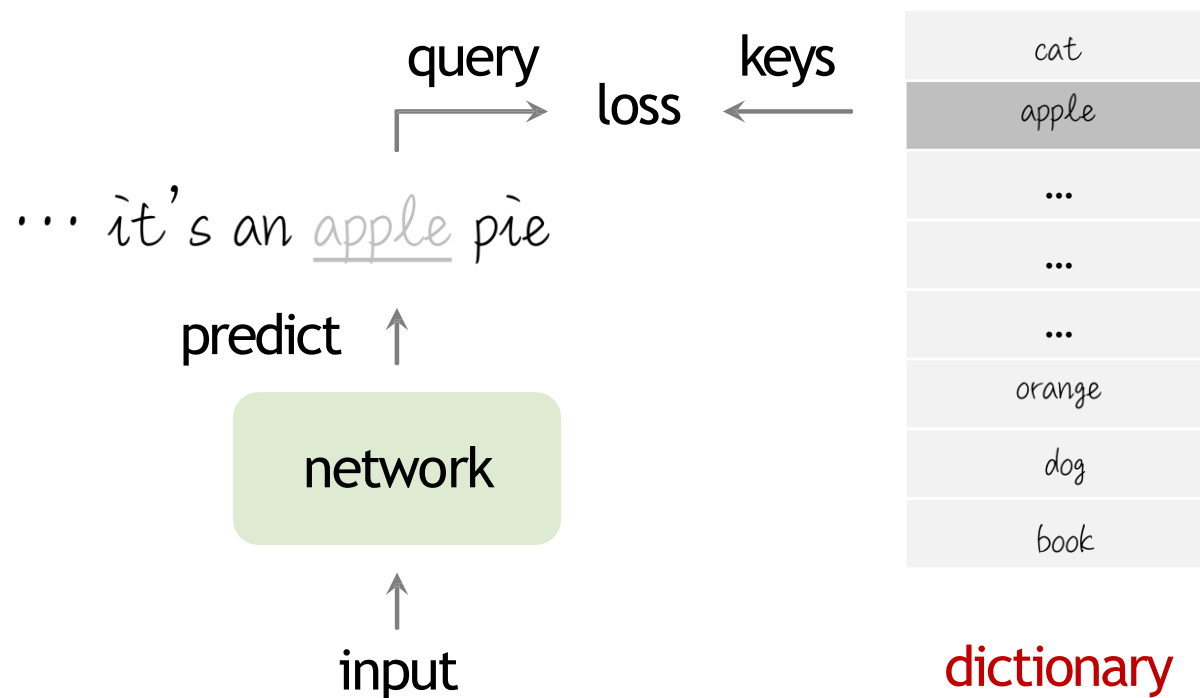 query
loss
keys
… it's an apple pie
predict
network
input
cat
apple
...
...
...
orange
dog
book
dictionary